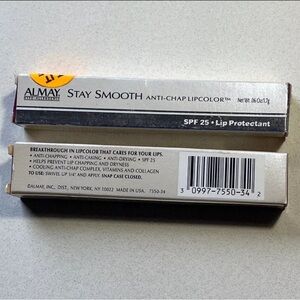 ALMAY
STAY SMOOTH ANTI-CHAP LIPCOLOR™ Net Wt. .06 Oz/1.7g
SPF 25 • Lip Protectant
BREAKTHROUGH IN LIPCOLOR THAT CARES FOR YOUR LIPS.
• ANTI-CHAPPING • ANTI-CAKING • ANTI-DRYING • SPF 25
• HELPS PREVENT LIP CHAPPING AND DRYNESS
• COOLING ANTI-CHAP COMPLEX, VITAMINS AND COLLAGEN
TO USE: SWIVEL UP 1/4" AND APPLY. SNAP CASE CLOSED.
©ALMAY, INC., DIST., NEW YORK, NY 10022 MADE IN USA. 7550-34
3 0997-7550-34 2